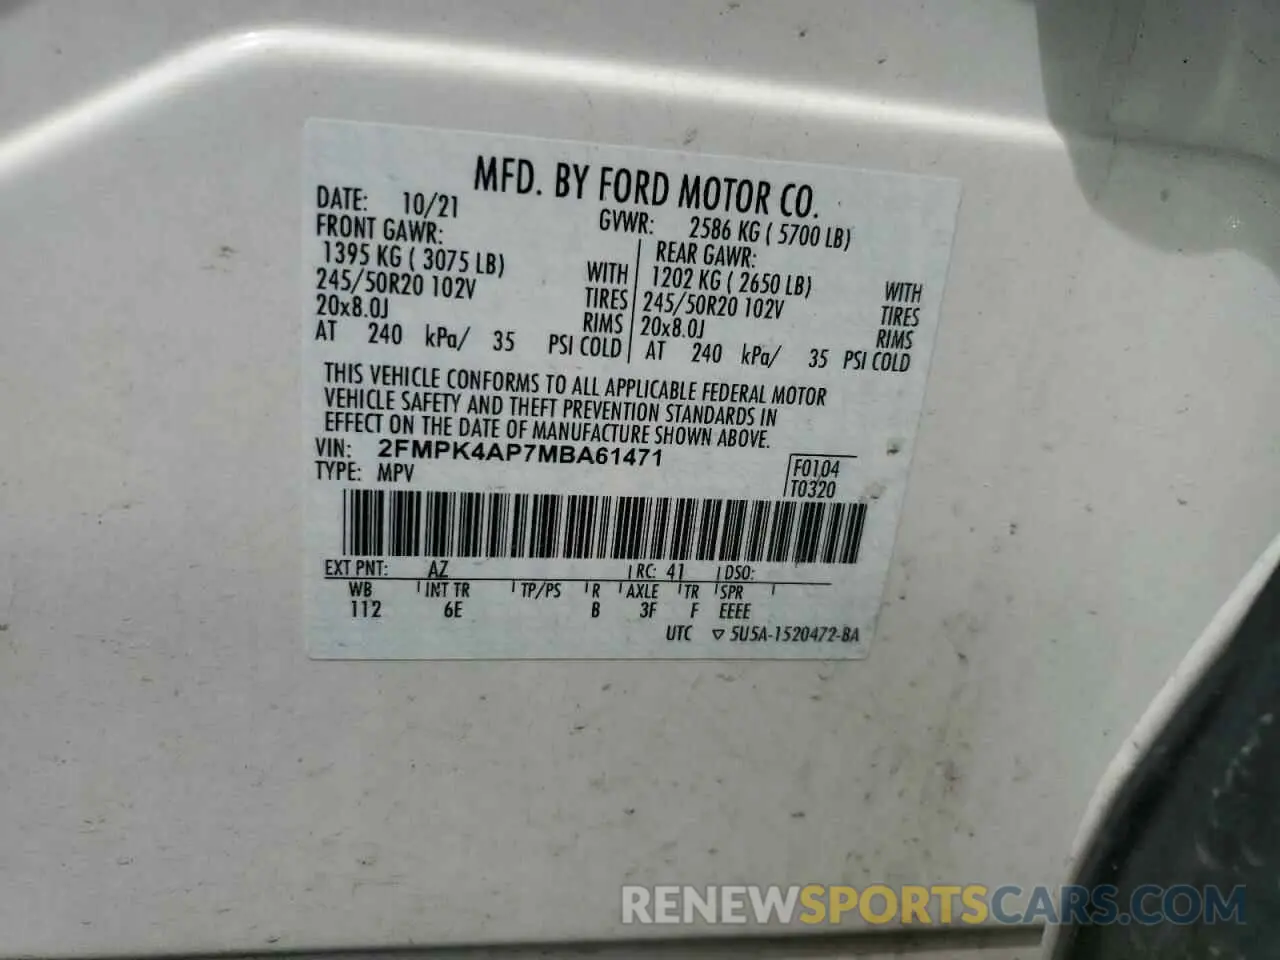 MFD. BY FORD MOTOR CO.
DATE: 10/21 GVWR: 2586 KG ( 5700 LB)
FRONT GAWR: REAR GAWR:
1395 KG ( 3075 LB) WITH 1202 KG ( 2650 LB) WITH
245/50R20 102V TIRES 245/50R20 102V TIRES
20x8.0J RIMS 20x8.0J RIMS
AT 240 kPa/ 35 PSI COLD AT 240 kPa/ 35 PSI COLD
THIS VEHICLE CONFORMS TO ALL APPLICABLE FEDERAL MOTOR
VEHICLE SAFETY AND THEFT PREVENTION STANDARDS IN
EFFECT ON THE DATE OF MANUFACTURE SHOWN ABOVE.
VIN: 2FMPK4AP7MBA61471
TYPE: MPV
F0104
T0320
EXT PNT: AZ RC: 41 DSO:
WB INT TR TP/PS R AXLE TR SPR
112 6E B 3F F EEEE
UTC ▽ 5U5A-1520472-BA
RENEWSPORTSCARS.COM